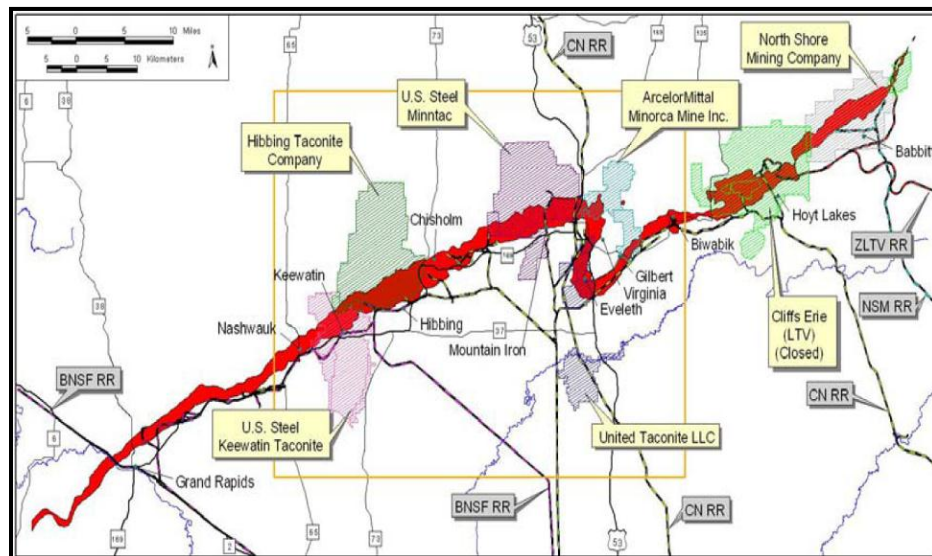 5 0 5 10 Miles
5 0 5 10 Kilometers
6
38
65
73
53
CN RR
169
135
North Shore
Mining Company
U.S. Steel
Minntac
ArcelorMittal
Minorca Mine Inc.
Hibbing Taconite
Company
Babbitt
Chisholm
Hoyt Lakes
ZLTV RR
Biwabik
169
Keewatin
Gilbert
Virginia
Eveleth
NSM RR
Cliffs Erie
(LTV)
(Closed)
Nashwauk
Hibbing
37
Mountain Iron
38
BNSF RR
CN RR
6
U.S. Steel
Keewatin Taconite
United Taconite LLC
Grand Rapids
BNSF RR
CN RR
169
2
65
73
53